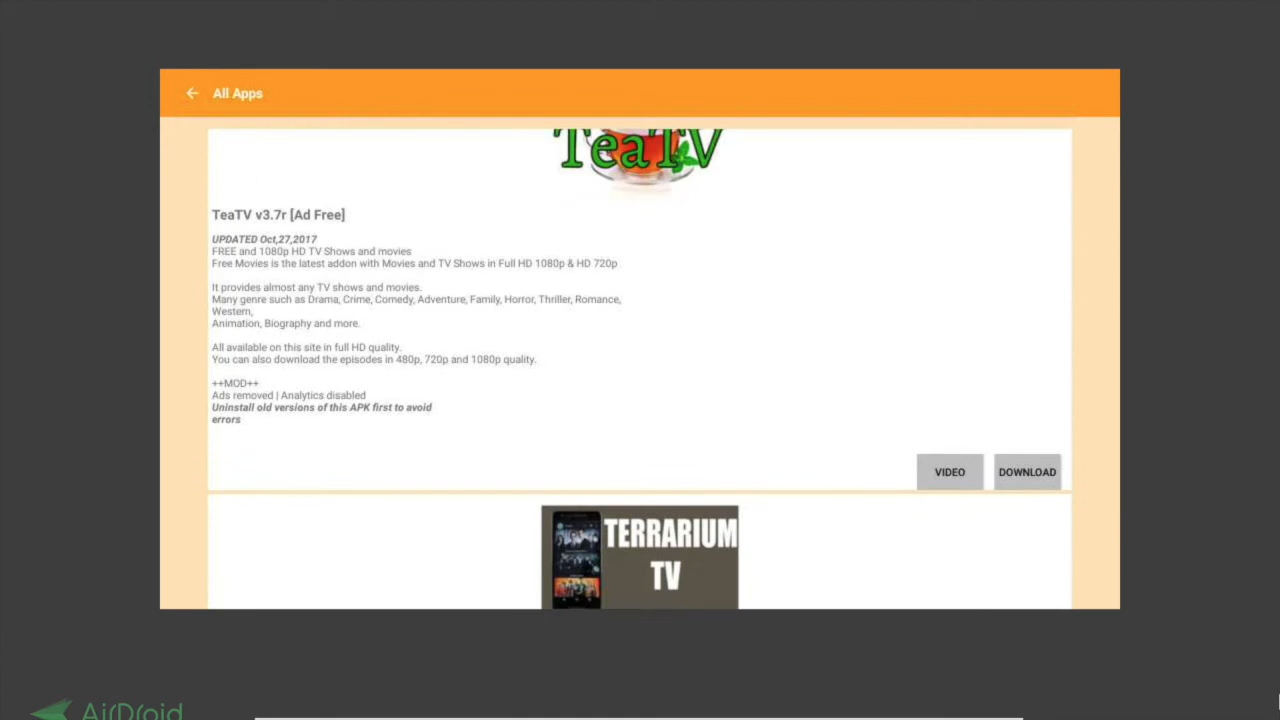 All Apps
TeaTV
TeaTV v3.7r [Ad Free]
UPDATED Oct,27,2017
FREE and 1080p HD TV Shows and movies
Free Movies is the latest addon with Movies and TV Shows in Full HD 1080p & HD 720p
It provides almost any TV shows and movies.
Many genre such as Drama, Crime, Comedy, Adventure, Family, Horror, Thriller, Romance,
Western,
Animation, Biography and more.
All available on this site in full HD quality.
You can also download the episodes in 480p, 720p and 1080p quality.
++MOD++
Ads removed | Analytics disabled
Uninstall old versions of this APK first to avoid
errors
VIDEO
DOWNLOAD
TERRARIUM
TV
AirDroid